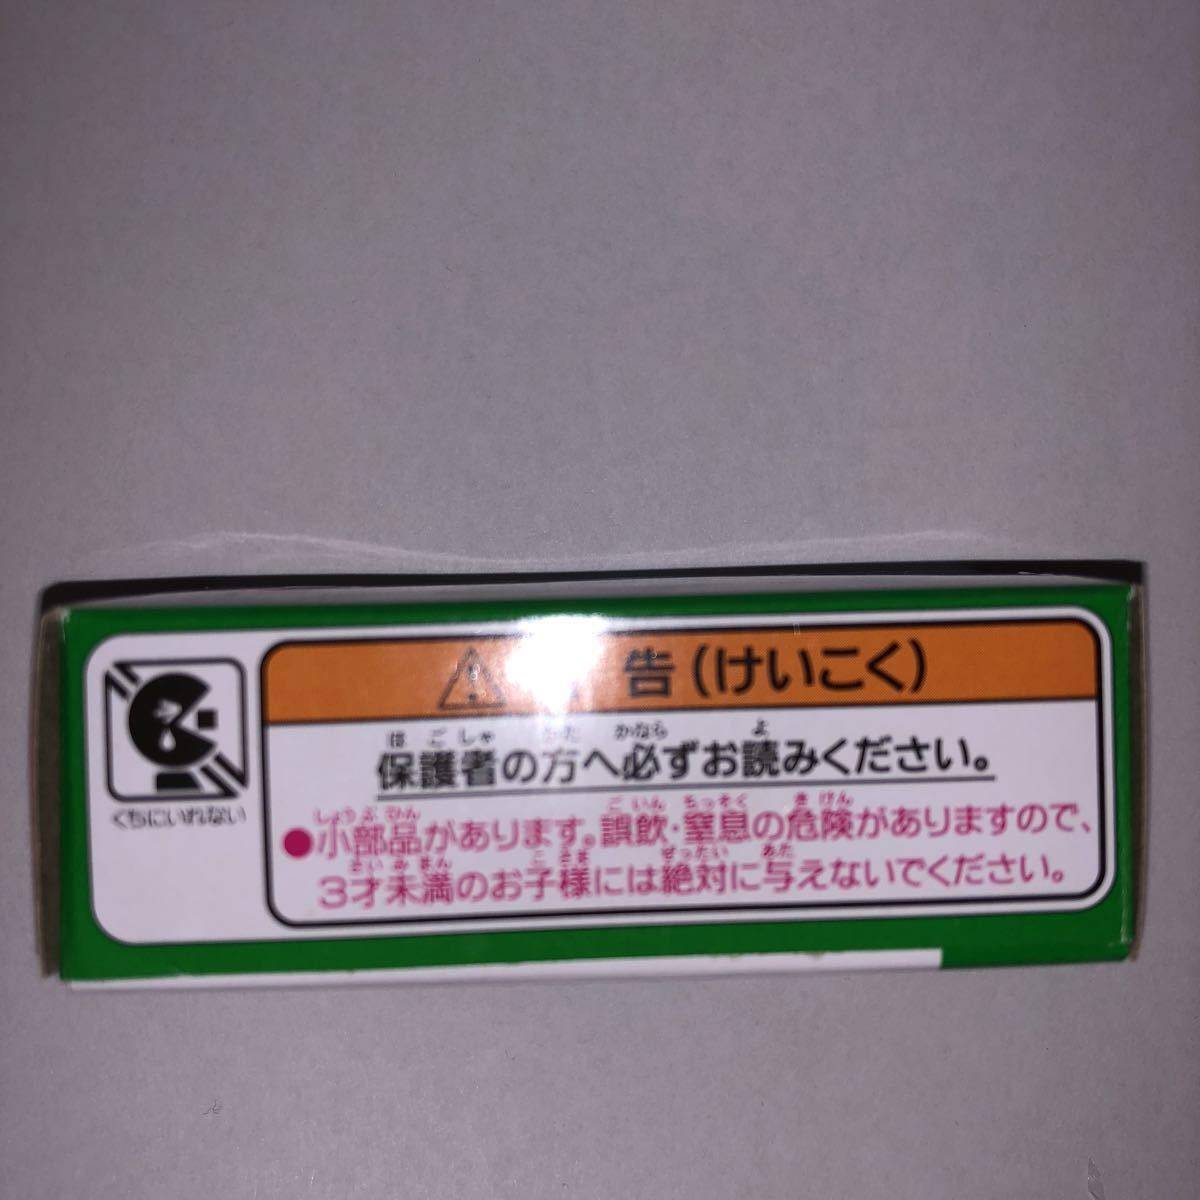 告(けいこく)
はごしゃ かた かなら よ
保護者の方へ必ずお読みください。
くちにいれない
しょうぶひん ごいん ちっそく きけん
●小部品があります。誤飲・窒息の危険がありますので、
さいみまん こさま ぜったい あた
3才未満のお子様には絶対に与えないでください。